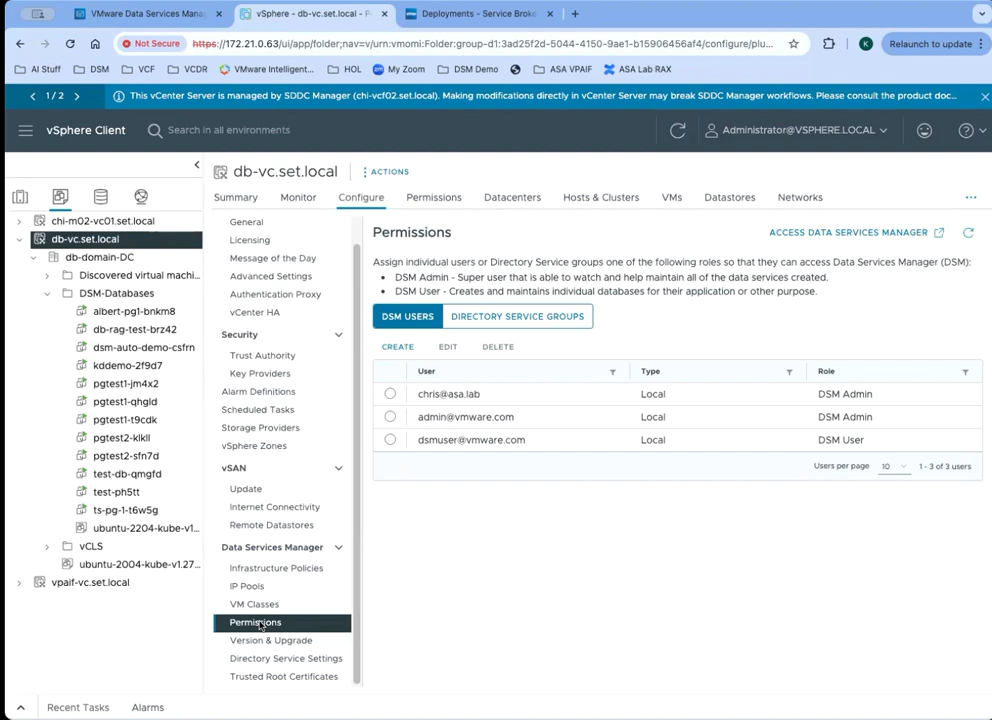 VMware Data Services Mana
vSphere - db-vc.set.local - P
Deployments - Service Broke
Not Secure
https://172.21.0.63/ui/app/folder;nav=v/urn:vmomi:Folder:group-d1:3ad25f2d-5044-4150-9ae1-b15906456af4/configure/plu...
K
Relaunch to update
AI Stuff
DSM
VCF
VCDR
VMware Intelligent...
HOL
My Zoom
DSM Demo
ASA VPAIF
ASA Lab RAX
1 / 2
This vCenter Server is managed by SDDC Manager (chi-vcf02.set.local). Making modifications directly in vCenter Server may break SDDC Manager workflows. Please consult the product doc...
vSphere Client
Search in all environments
Administrator@VSPHERE.LOCAL
chi-m02-vc01.set.local
db-vc.set.local
db-domain-DC
Discovered virtual machi...
DSM-Databases
albert-pg1-bnkm8
db-rag-test-brz42
dsm-auto-demo-csfrn
kddemo-2f9d7
pgtest1-jm4x2
pgtest1-qhgld
pgtest1-t9cdk
pgtest2-klkll
pgtest2-sfn7d
test-db-qmgfd
test-ph5tt
ts-pg-1-t6w5g
ubuntu-2204-kube-v1...
vCLS
ubuntu-2004-kube-v1.27...
vpaif-vc.set.local
db-vc.set.local
ACTIONS
Summary
Monitor
Configure
Permissions
Datacenters
Hosts & Clusters
VMs
Datastores
Networks
General
Licensing
Message of the Day
Advanced Settings
Authentication Proxy
vCenter HA
Security
Trust Authority
Key Providers
Alarm Definitions
Scheduled Tasks
Storage Providers
vSphere Zones
vSAN
Update
Internet Connectivity
Remote Datastores
Data Services Manager
Infrastructure Policies
IP Pools
VM Classes
Permissions
Version & Upgrade
Directory Service Settings
Trusted Root Certificates
Permissions
ACCESS DATA SERVICES MANAGER
Assign individual users or Directory Service groups one of the following roles so that they can access Data Services Manager (DSM):
• DSM Admin - Super user that is able to watch and help maintain all of the data services created.
• DSM User - Creates and maintains individual databases for their application or other purpose.
DSM USERS
DIRECTORY SERVICE GROUPS
CREATE
EDIT
DELETE
User Type Role
chris@asa.lab Local DSM Admin
admin@vmware.com Local DSM Admin
dsmuser@vmware.com Local DSM User
Users per page 10 1 - 3 of 3 users
Recent Tasks
Alarms